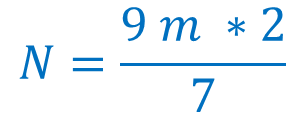 N = (9 m * 2) / 7